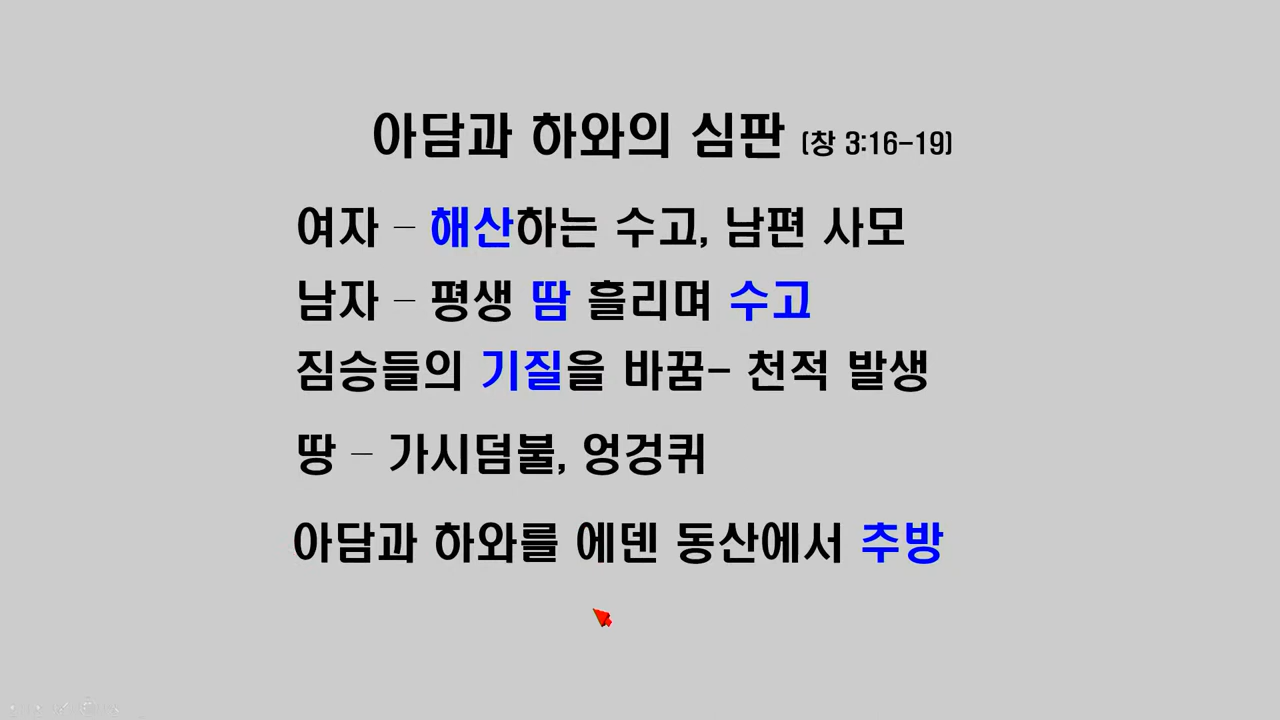 아담과 하와의 심판 (창 3:16-19)
여자 – 해산하는 수고, 남편 사모
남자 – 평생 땀 흘리며 수고
짐승들의 기질을 바꿈- 천적 발생
땅 – 가시덤불, 엉겅퀴
아담과 하와를 에덴 동산에서 추방